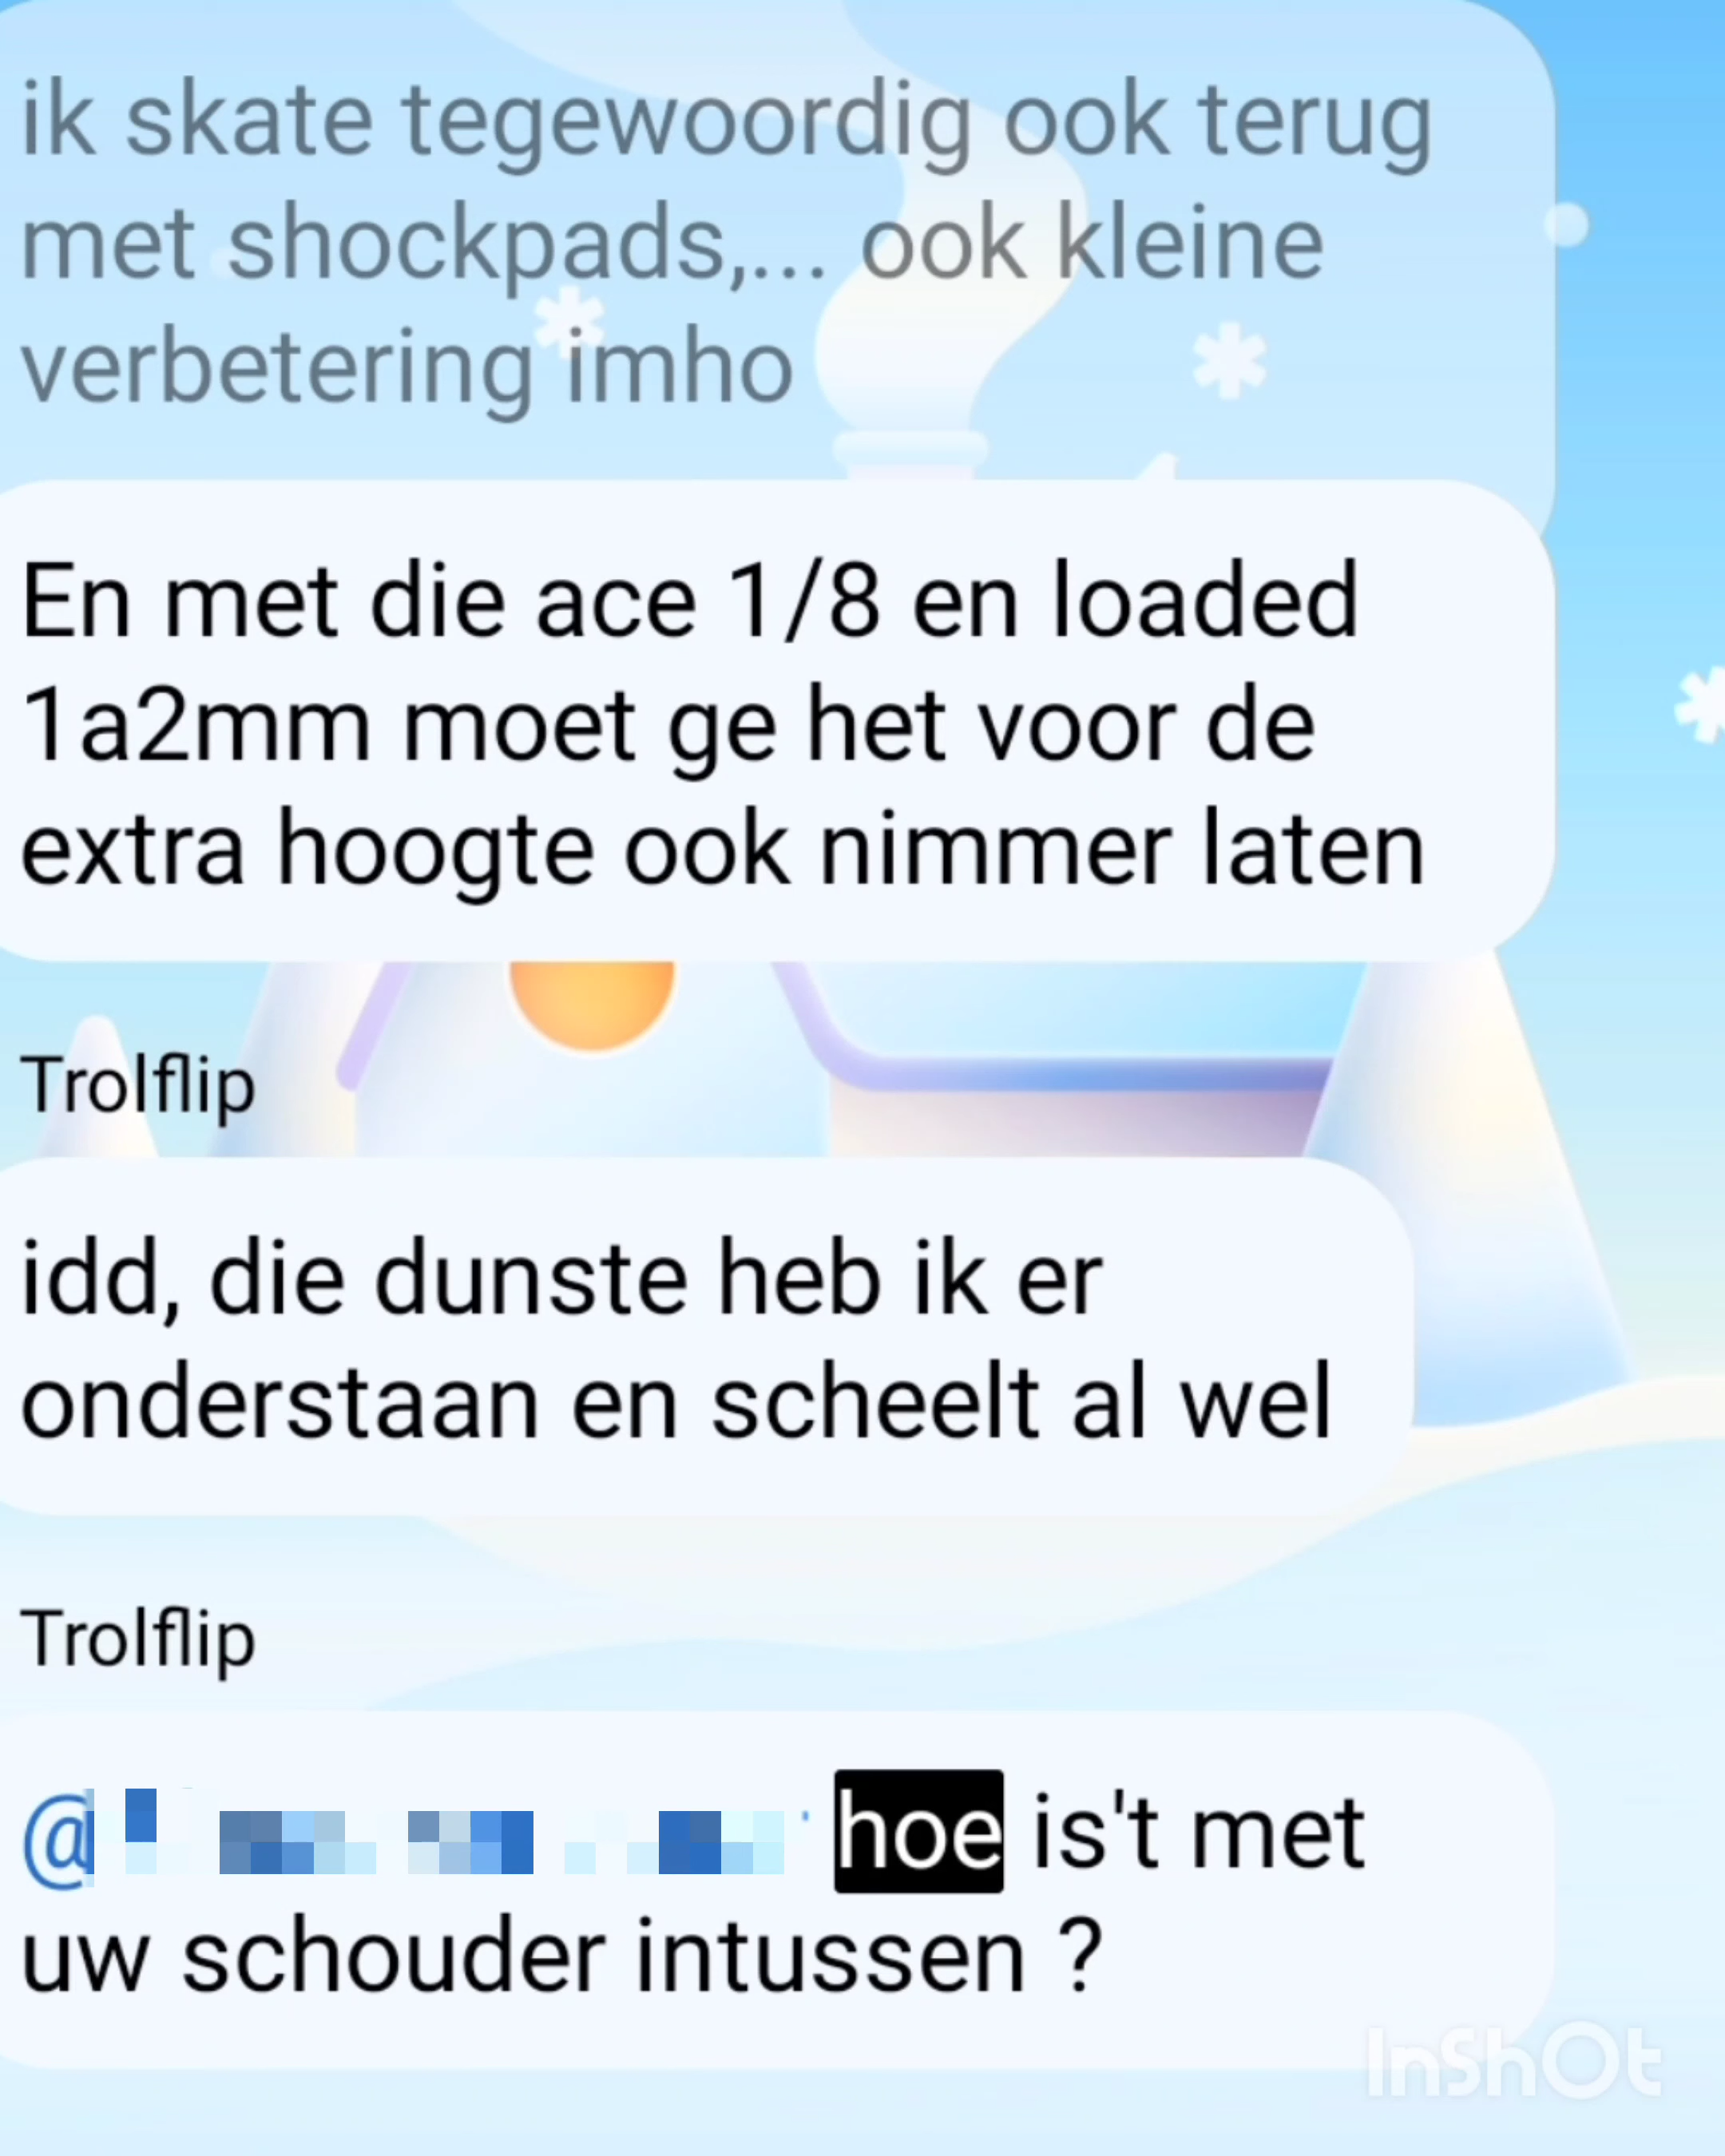 ik skate tegewoordig ook terug
met shockpads,... ook kleine
verbetering imho
En met die ace 1/8 en loaded
1a2mm moet ge het voor de
extra hoogte ook nimmer laten
Trolflip
idd, die dunste heb ik er
onderstaan en scheelt al wel
Trolflip
@ hoe is't met
uw schouder intussen ?
InShOt